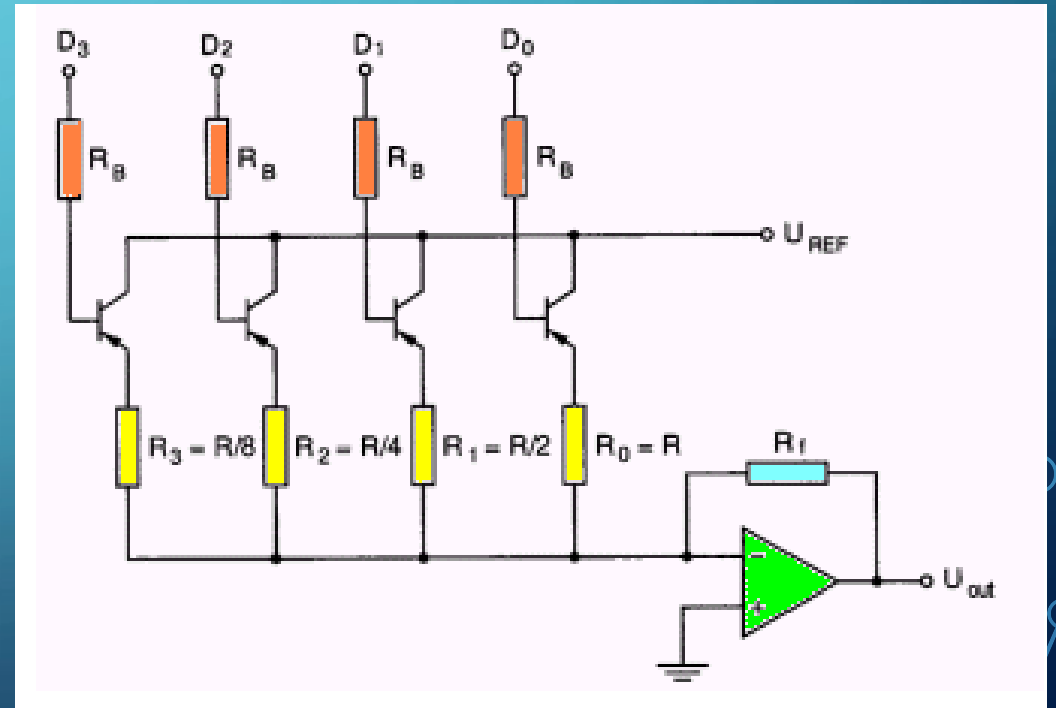 D3 D2 D1 D0
RB RB RB RB
UREF
R3 = R/8 R2 = R/4 R1 = R/2 R0 = R Rf
-
+
Uout